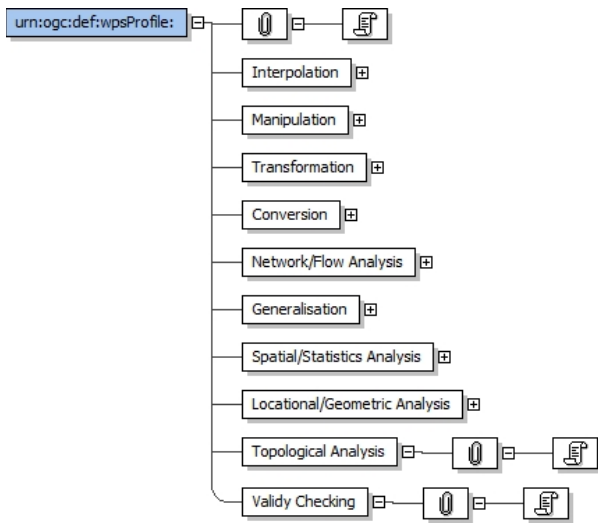 urn:ogc:def:wpsProfile:
Interpolation
Manipulation
Transformation
Conversion
Network/Flow Analysis
Generalisation
Spatial/Statistics Analysis
Locational/Geometric Analysis
Topological Analysis
Validy Checking